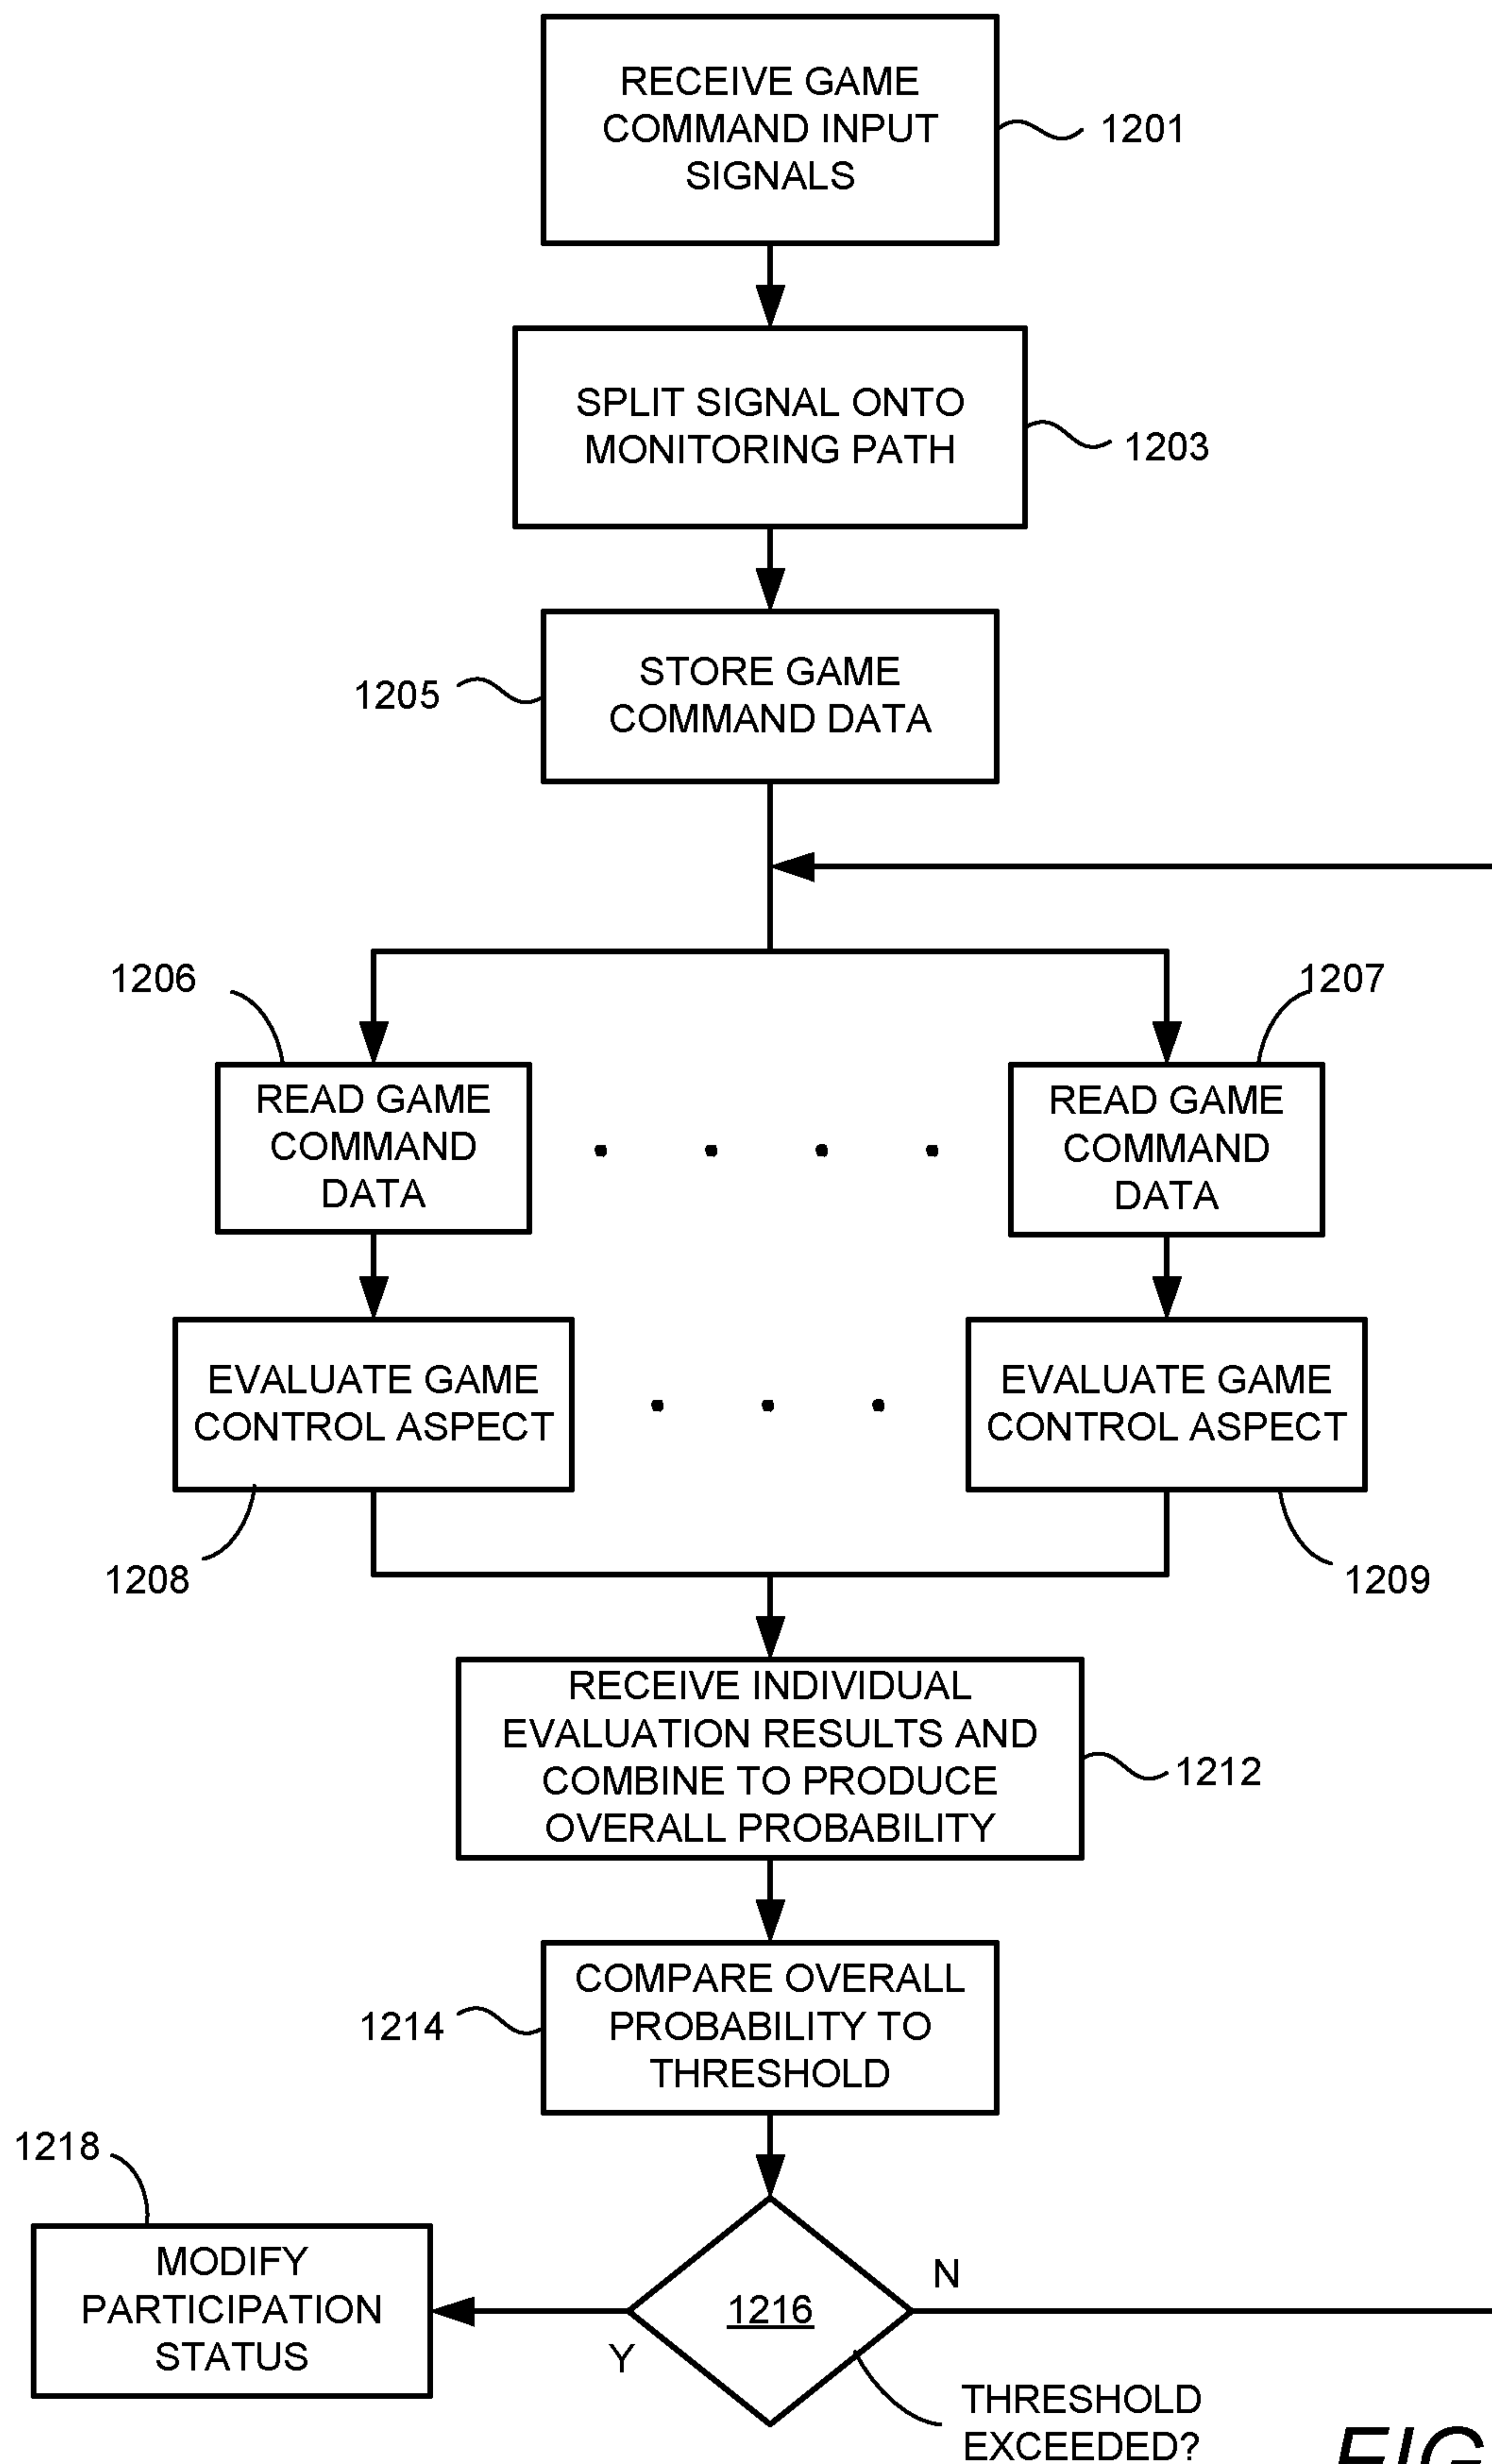 RECEIVE GAME
COMMAND INPUT
SIGNALS
1201
SPLIT SIGNAL ONTO
MONITORING PATH
1203
STORE GAME
COMMAND DATA
1205
1206
1207
READ GAME
COMMAND
DATA
READ GAME
COMMAND
DATA
EVALUATE GAME
CONTROL ASPECT
EVALUATE GAME
CONTROL ASPECT
1208
1209
RECEIVE INDIVIDUAL
EVALUATION RESULTS AND
COMBINE TO PRODUCE
OVERALL PROBABILITY
1212
COMPARE OVERALL
PROBABILITY TO
THRESHOLD
1214
1218
MODIFY
PARTICIPATION
STATUS
1216
N
Y
THRESHOLD
EXCEEDED?
FIG